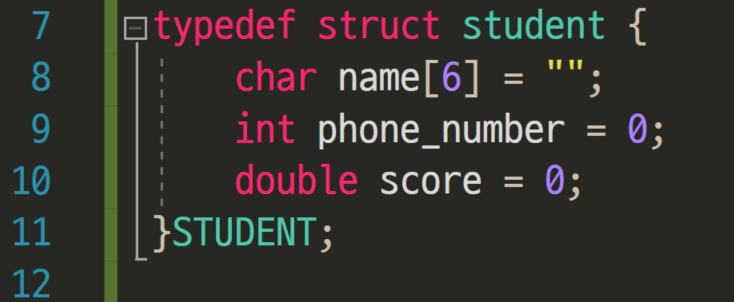 7 typedef struct student {
8 char name[6] = "";
9 int phone_number = 0;
10 double score = 0;
11 }STUDENT;
12